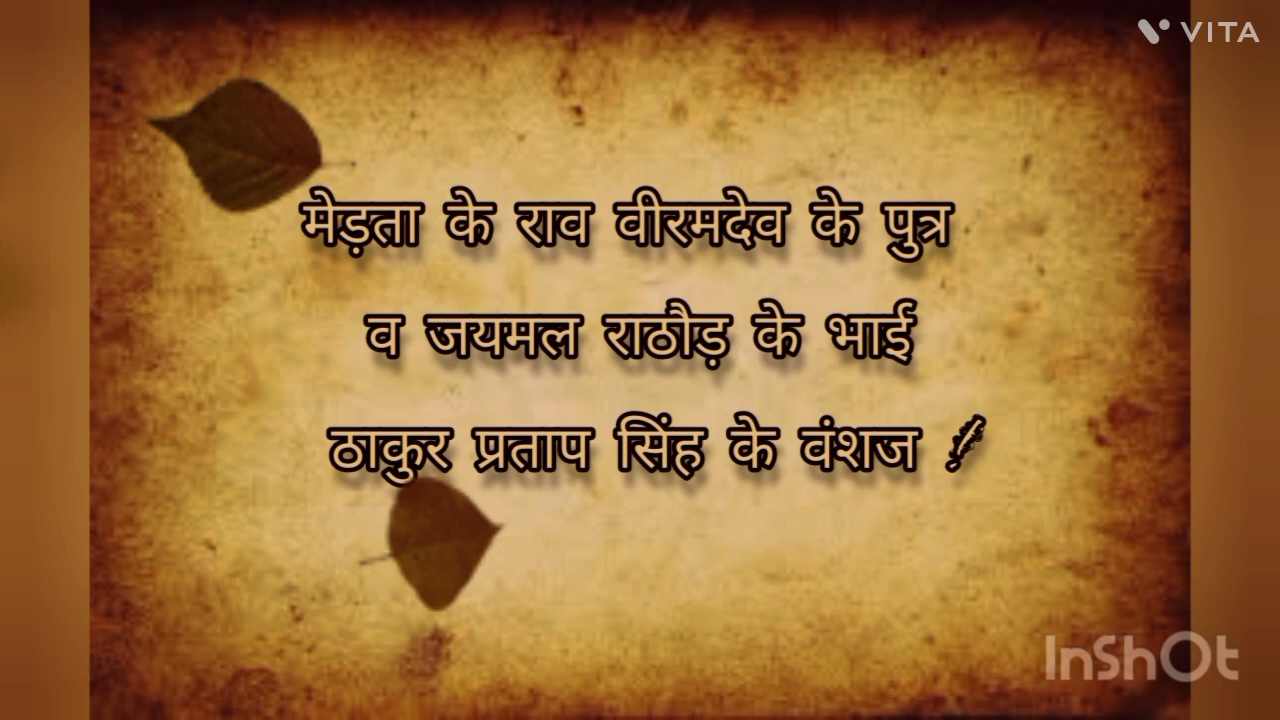 VITA
मेड़ता के राव वीरमदेव के पुत्र
व जयमल राठौड़ के भाई
ठाकुर प्रताप सिंह के वंशज
InShOt